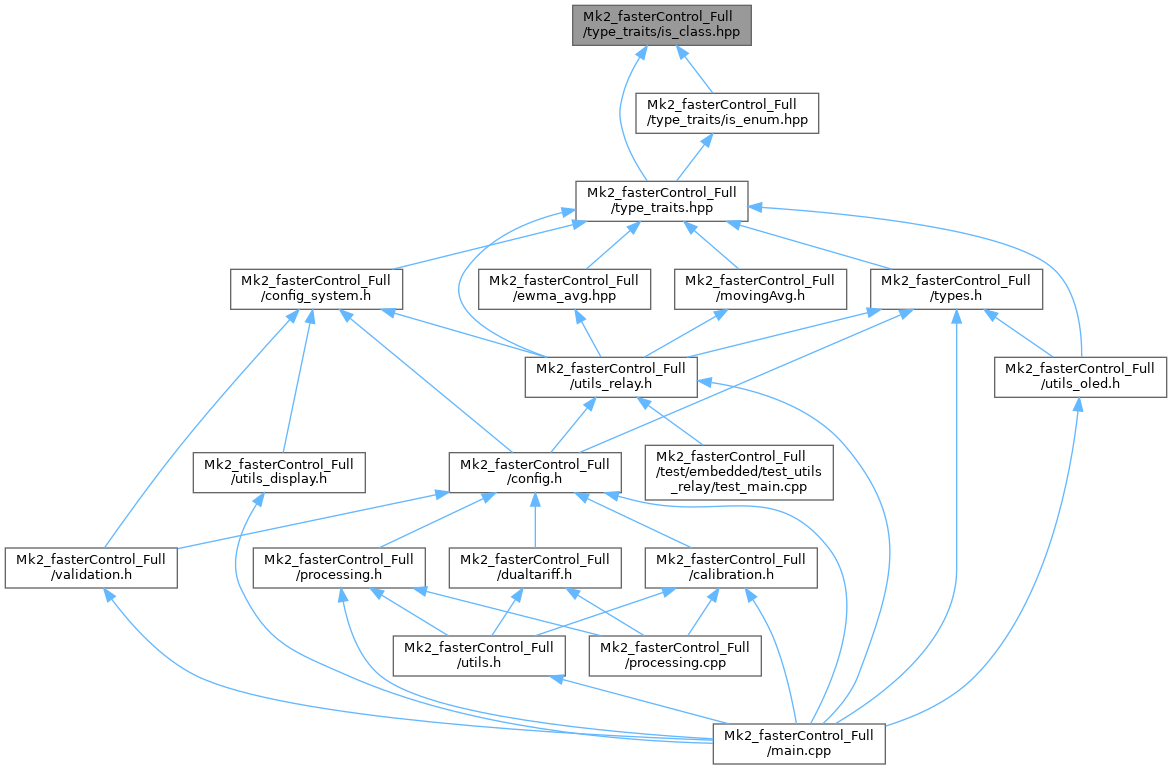 Mk2_fasterControl_Full
/type_traits/is_class.hpp
Mk2_fasterControl_Full
/type_traits/is_enum.hpp
Mk2_fasterControl_Full
/type_traits.hpp
Mk2_fasterControl_Full
/config_system.h
Mk2_fasterControl_Full
/ewma_avg.hpp
Mk2_fasterControl_Full
/movingAvg.h
Mk2_fasterControl_Full
/types.h
Mk2_fasterControl_Full
/utils_relay.h
Mk2_fasterControl_Full
/utils_oled.h
Mk2_fasterControl_Full
/utils_display.h
Mk2_fasterControl_Full
/config.h
Mk2_fasterControl_Full
/test/embedded/test_utils
_relay/test_main.cpp
Mk2_fasterControl_Full
/validation.h
Mk2_fasterControl_Full
/processing.h
Mk2_fasterControl_Full
/dualtariff.h
Mk2_fasterControl_Full
/calibration.h
Mk2_fasterControl_Full
/utils.h
Mk2_fasterControl_Full
/processing.cpp
Mk2_fasterControl_Full
/main.cpp